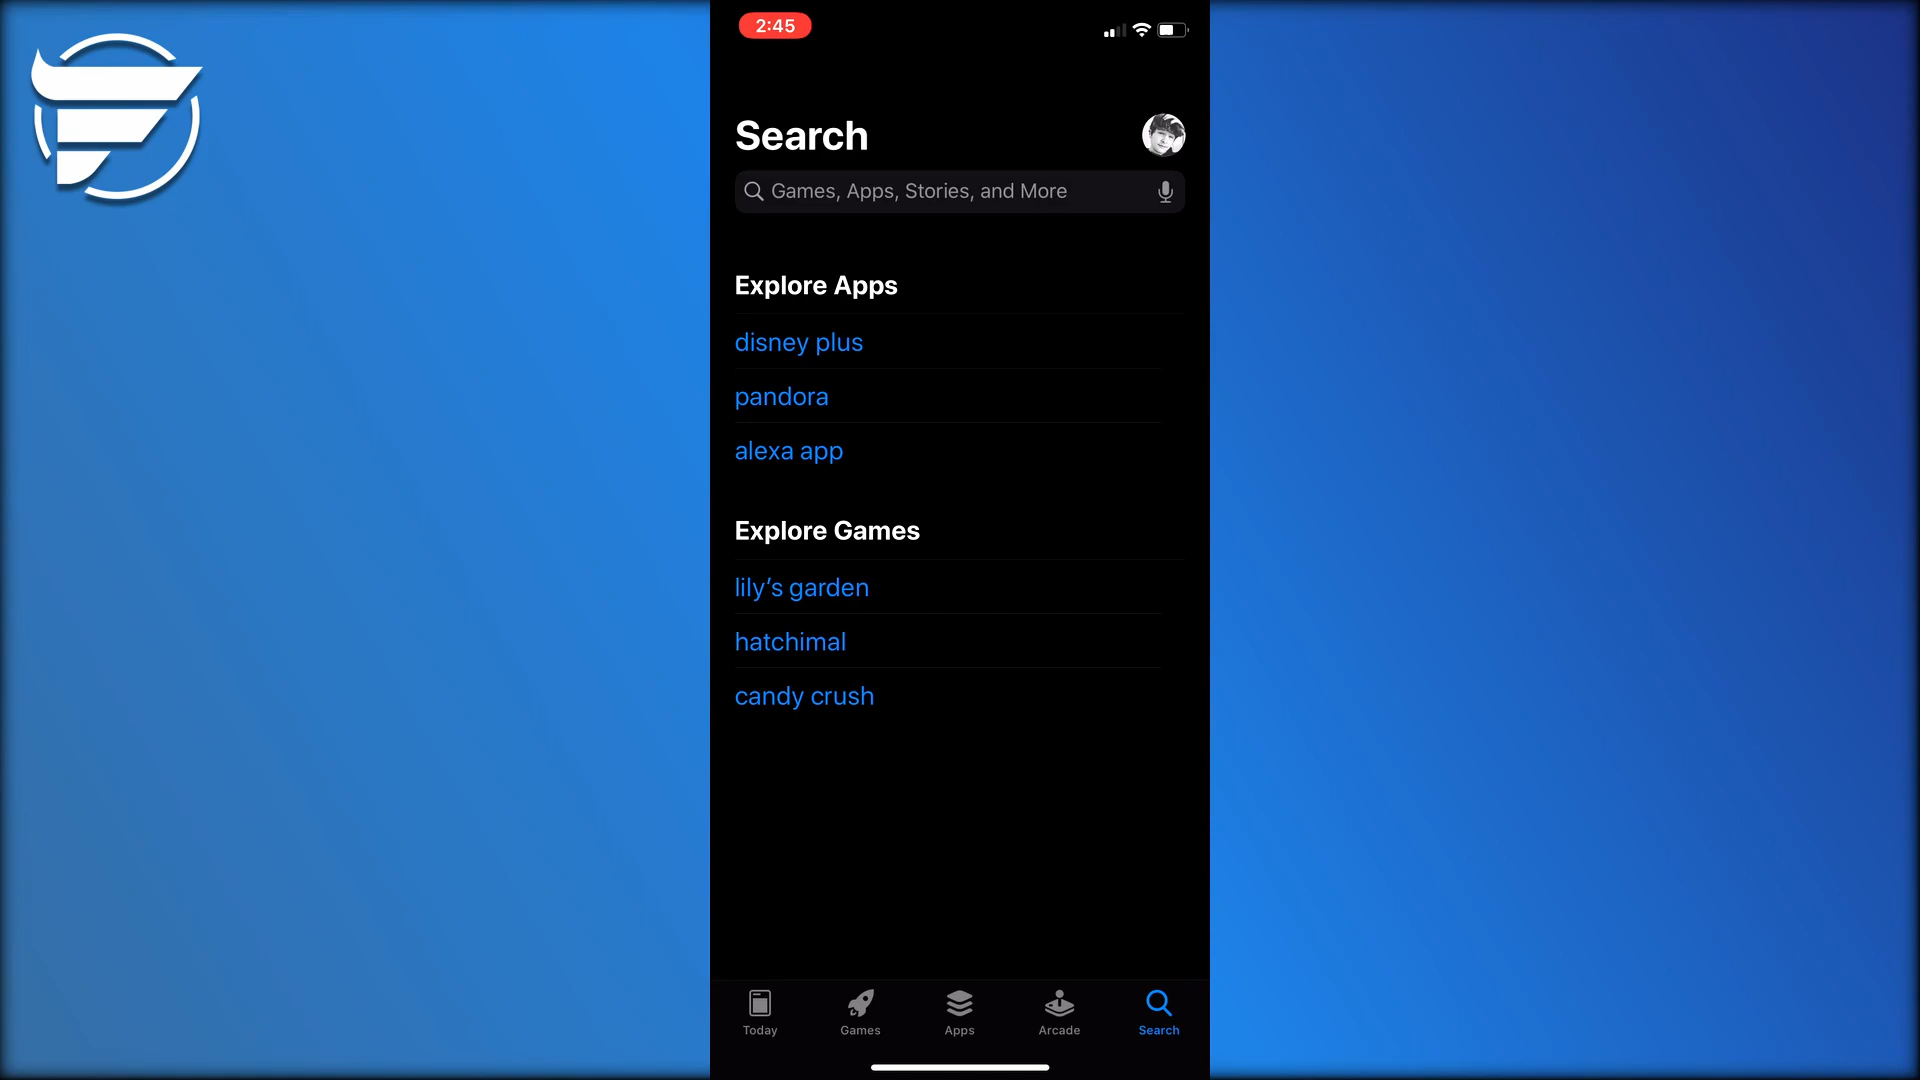 2:45
Search
Games, Apps, Stories, and More
Explore Apps
disney plus
pandora
alexa app
Explore Games
lily’s garden
hatchimal
candy crush
Today
Games
Apps
Arcade
Search